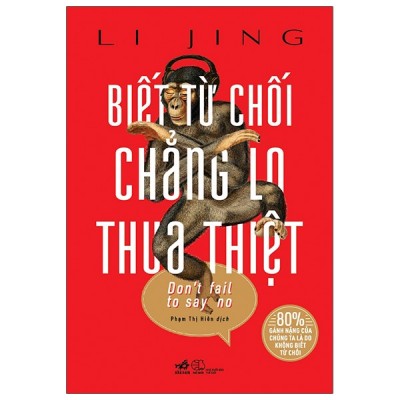 LI JING
BIẾT TỪ CHỐI
CHẲNG LO
THUA THIỆT
Don't fail
to say no
Phạm Thị Hiên dịch
80%
GÁNH NẶNG CỦA
CHÚNG TA LÀ DO
KHÔNG BIẾT
TỪ CHỐI